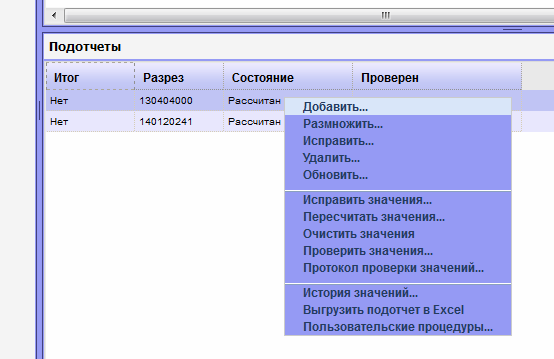 Подотчеты
Итог Разрез Состояние Проверен
Нет 130404000 Рассчитан
Нет 140120241 Рассчитан
Добавить...
Размножить...
Исправить...
Удалить...
Обновить...
Исправить значения...
Пересчитать значения...
Очистить значения
Проверить значения...
Протокол проверки значений...
История значений...
Выгрузить подотчет в Excel
Пользовательские процедуры...